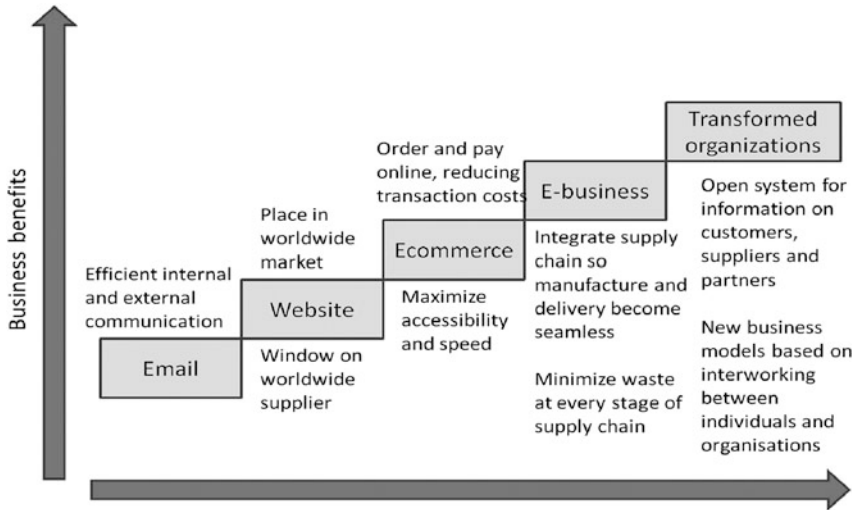 Business benefits
Efficient internal
and external
communication
Email
Place in
worldwide
market
Website
Window on
worldwide
supplier
Order and pay
online, reducing
transaction costs
Ecommerce
Maximize
accessibility
and speed
E-business
Integrate supply
chain so
manufacture and
delivery become
seamless
Minimize waste
at every stage of
supply chain
Transformed
organizations
Open system for
information on
customers,
suppliers and
partners
New business
models based on
interworking
between
individuals and
organisations